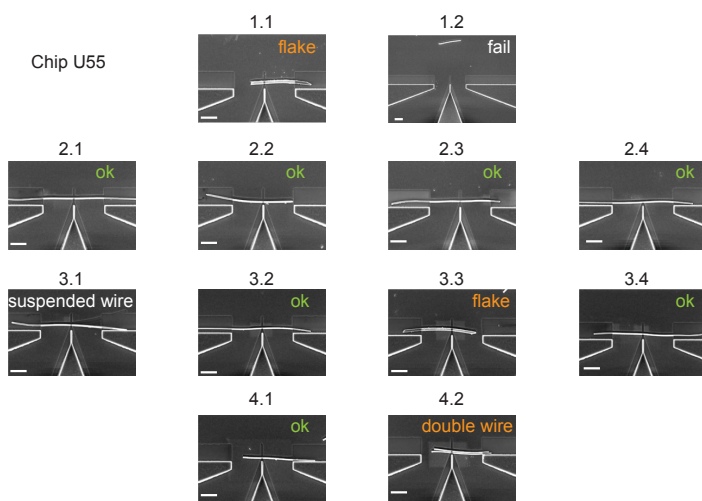 1.1
1.2
Chip U55
flake
fail
2.1
2.2
2.3
2.4
ok
ok
ok
ok
3.1
3.2
3.3
3.4
suspended wire
ok
flake
ok
4.1
4.2
ok
double wire